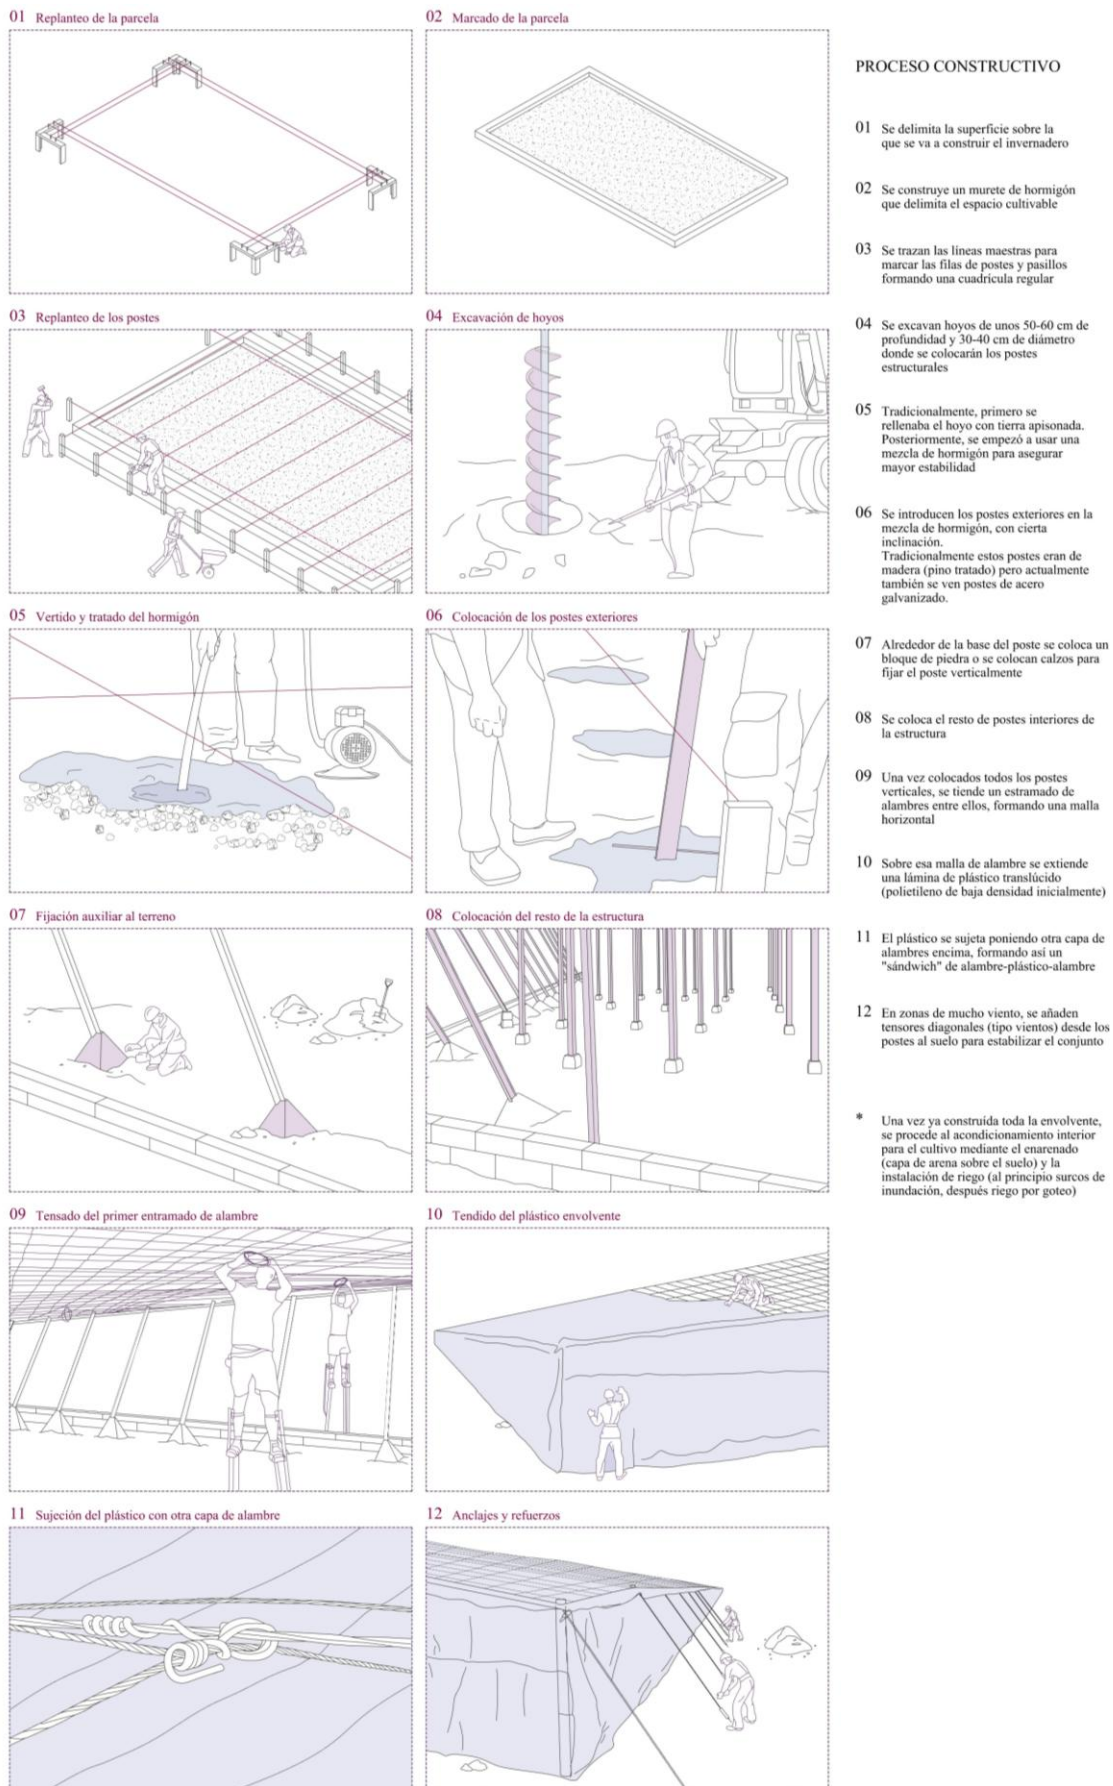 01 Replanteo de la parcela
02 Marcado de la parcela
03 Replanteo de los postes
04 Excavación de hoyos
05 Vertido y tratado del hormigón
06 Colocación de los postes exteriores
07 Fijación auxiliar al terreno
08 Colocación del resto de la estructura
09 Tensado del primer entramado de alambre
10 Tendido del plástico envolvente
11 Sujeción del plástico con otra capa de alambre
12 Anclajes y refuerzos
PROCESO CONSTRUCTIVO
01 Se delimita la superficie sobre la
que se va a construir el invernadero
02 Se construye un murete de hormigón
que delimita el espacio cultivable
03 Se trazan las líneas maestras para
marcar las filas de postes y pasillos
formando una cuadrícula regular
04 Se excavan hoyos de unos 50-60 cm de
profundidad y 30-40 cm de diámetro
donde se colocarán los postes
estructurales
05 Tradicionalmente, primero se
rellenaba el hoyo con tierra apisonada.
Posteriormente, se empezó a usar una
mezcla de hormigón para asegurar
mayor estabilidad
06 Se introducen los postes exteriores en la
mezcla de hormigón, con cierta
inclinación.
Tradicionalmente estos postes eran de
madera (pino tratado) pero actualmente
también se ven postes de acero
galvanizado.
07 Alrededor de la base del poste se coloca un
bloque de piedra o se colocan calzos para
fijar el poste verticalmente
08 Se coloca el resto de postes interiores de
la estructura
09 Una vez colocados todos los postes
verticales, se tiende un estramado de
alambres entre ellos, formando una malla
horizontal
10 Sobre esa malla de alambre se extiende
una lámina de plástico translúcido
(polietileno de baja densidad inicialmente)
11 El plástico se sujeta poniendo otra capa de
alambres encima, formando así un
"sándwich" de alambre-plástico-alambre
12 En zonas de mucho viento, se añaden
tensores diagonales (tipo vientos) desde los
postes al suelo para estabilizar el conjunto
* Una vez ya construída toda la envolvente,
se procede al acondicionamiento interior
para el cultivo mediante el enarenado
(capa de arena sobre el suelo) y la
instalación de riego (al principio surcos de
inundación, después riego por goteo)